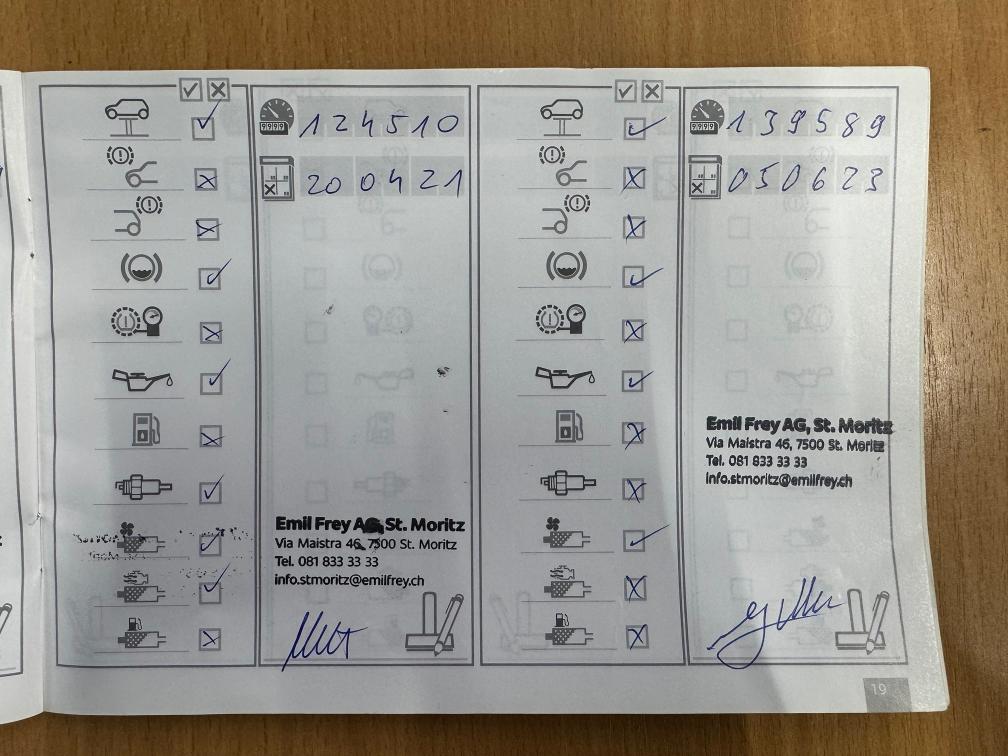 124510
200421
Emil Frey AG, St. Moritz
Via Maistra 46, 7500 St. Moritz
Tel. 081 833 33 33
info.stmoritz@emilfrey.ch
139589
050623
Emil Frey AG, St. Moritz
Via Maistra 46, 7500 St. Moritz
Tel. 081 833 33 33
info.stmoritz@emilfrey.ch
19